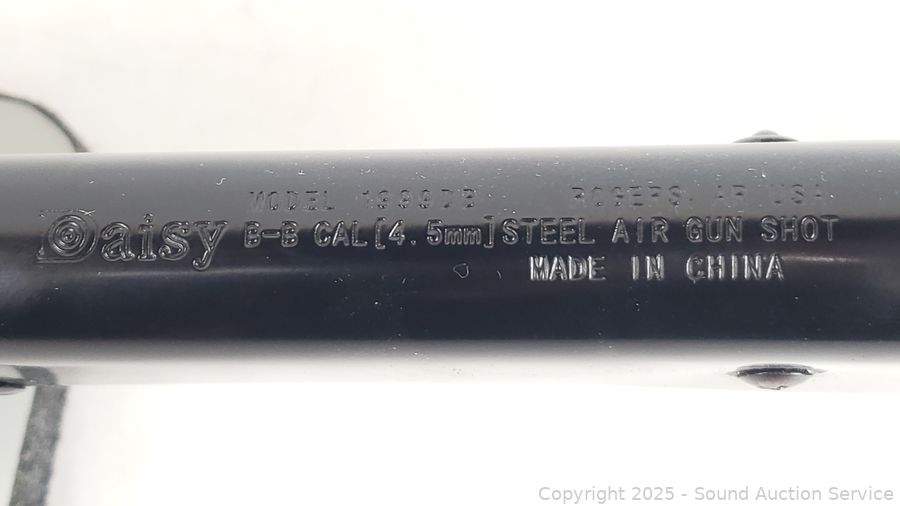 MODEL 1999DB ROGERS, AR USA
Daisy B-B CAL[4.5mm]STEEL AIR GUN SHOT
MADE IN CHINA
Copyright 2025 - Sound Auction Service